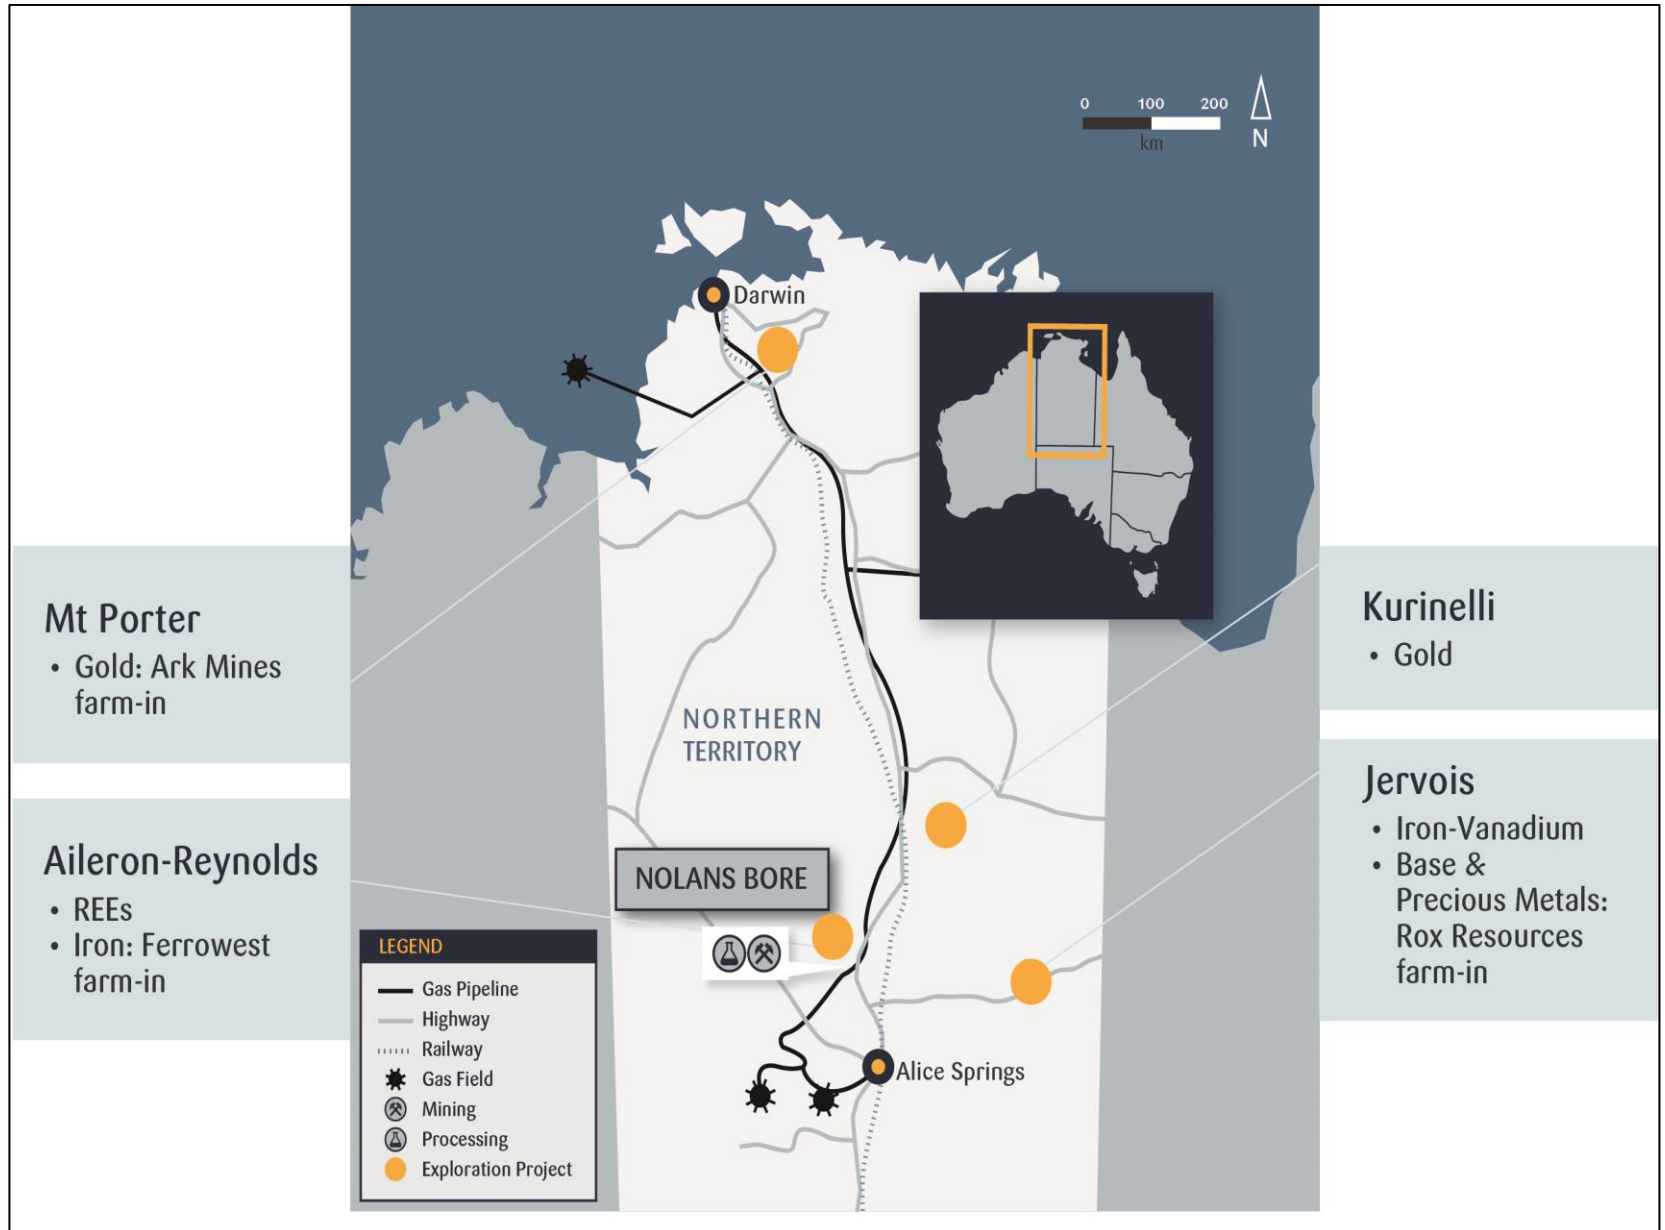 0 100 200
km
N
Darwin
Mt Porter
• Gold: Ark Mines
farm-in
Aileron-Reynolds
• REEs
• Iron: Ferrowest
farm-in
NORTHERN
TERRITORY
NOLANS BORE
Alice Springs
LEGEND
Gas Pipeline
Highway
Railway
Gas Field
Mining
Processing
Exploration Project
Kurinelli
• Gold
Jervois
• Iron-Vanadium
• Base &
Precious Metals:
Rox Resources
farm-in